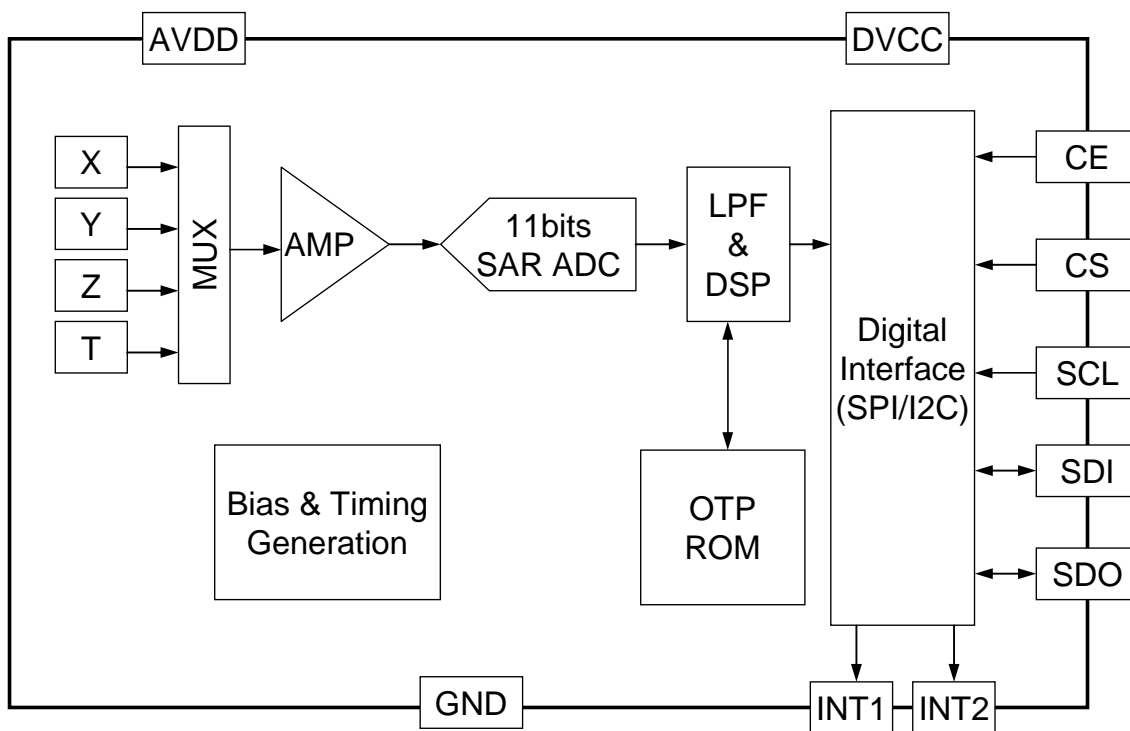 AVDD
DVCC
X
Y
Z
T
MUX
AMP
11bits
SAR ADC
LPF
&
DSP
Digital
Interface
(SPI/I2C)
CE
CS
SCL
SDI
SDO
Bias & Timing
Generation
OTP
ROM
GND
INT1
INT2